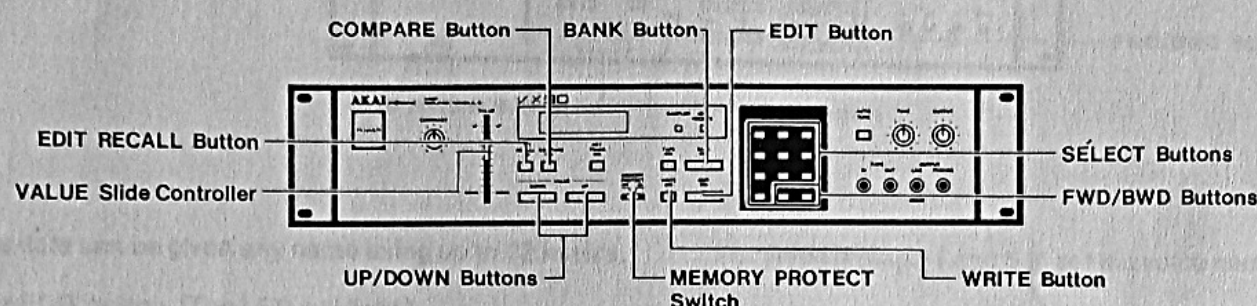 COMPARE Button
BANK Button
EDIT Button
AKAI
VX90
EDIT RECALL Button
SELECT Buttons
VALUE Slide Controller
FWD/BWD Buttons
UP/DOWN Buttons
MEMORY PROTECT
Switch
WRITE Button